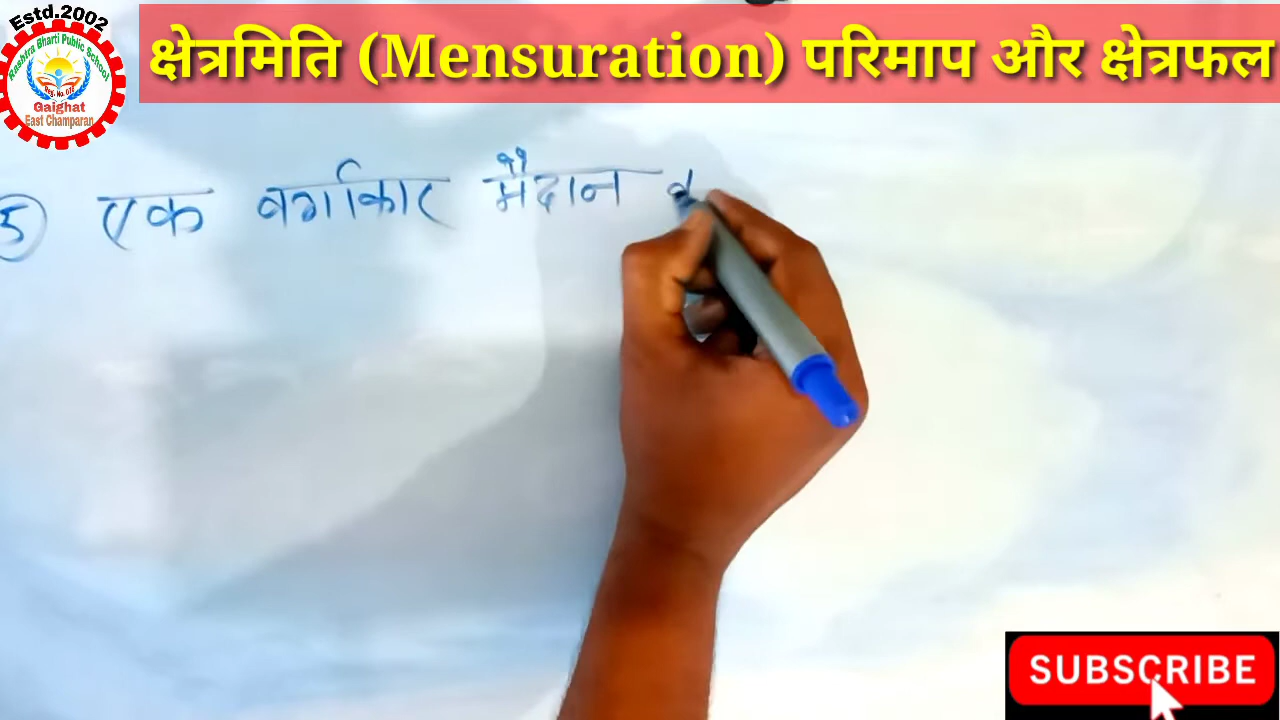 Estd.2002
Rashtra Bharti Public School
Gaighat
East Champaran
क्षेत्रमिति (Mensuration) परिमाप और क्षेत्रफल
5 एक वर्गाकार मैदान
SUBSCRIBE